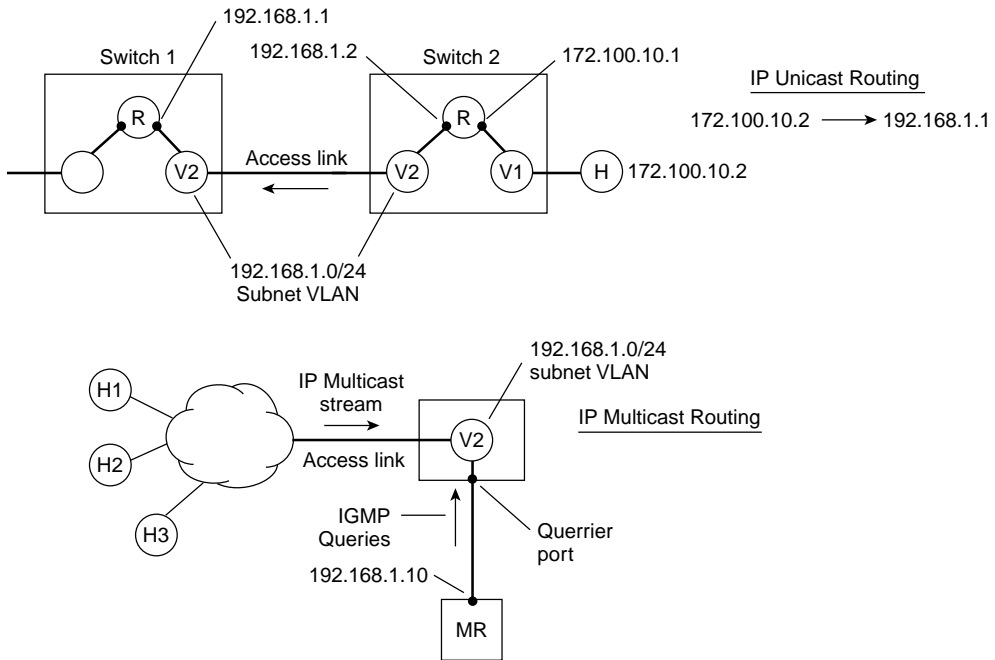 192.168.1.1
Switch 1
192.168.1.2
Switch 2
172.100.10.1
IP Unicast Routing
172.100.10.2
192.168.1.1
R
R
Access link
V2
V2
V1
H
172.100.10.2
192.168.1.0/24
Subnet VLAN
192.168.1.0/24
subnet VLAN
H1
IP Multicast
stream
IP Multicast Routing
V2
H2
Access link
H3
IGMP
Queries
Querrier
port
192.168.1.10
MR